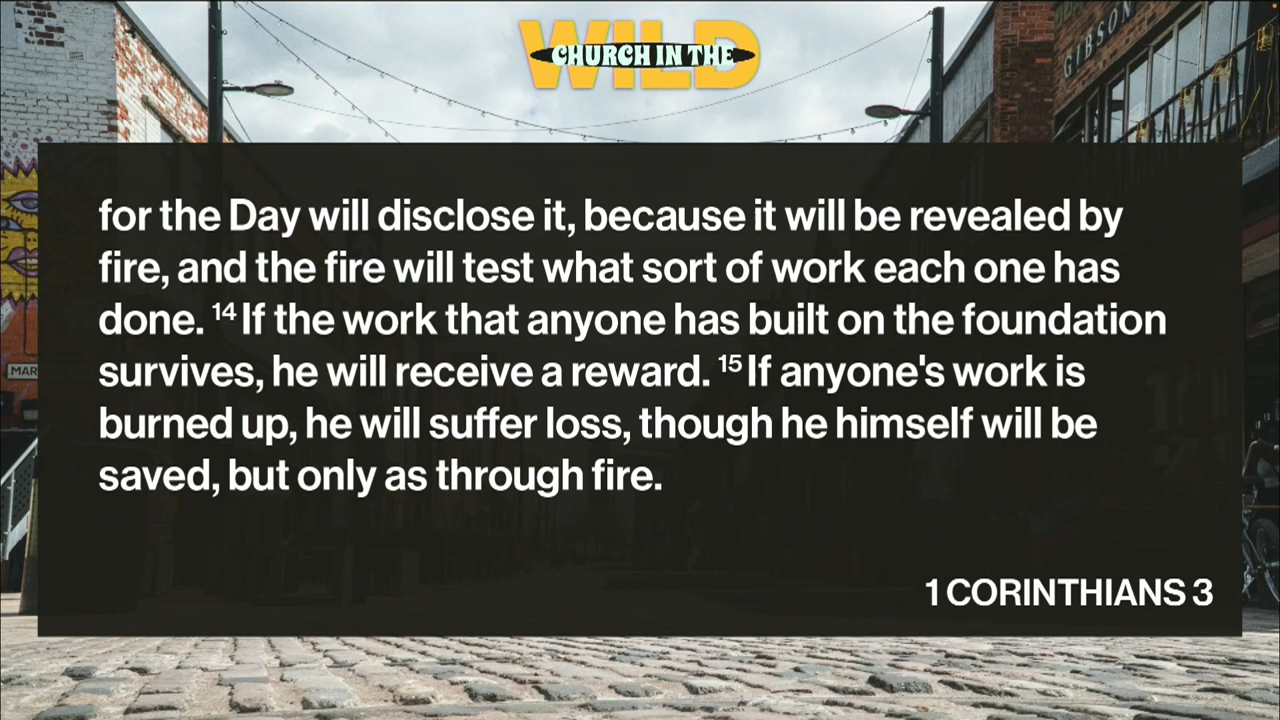 WILD
CHURCH IN THE
GIBSON
MAR
for the Day will disclose it, because it will be revealed by
fire, and the fire will test what sort of work each one has
done. ¹⁴ If the work that anyone has built on the foundation
survives, he will receive a reward. ¹⁵ If anyone's work is
burned up, he will suffer loss, though he himself will be
saved, but only as through fire.
1 CORINTHIANS 3